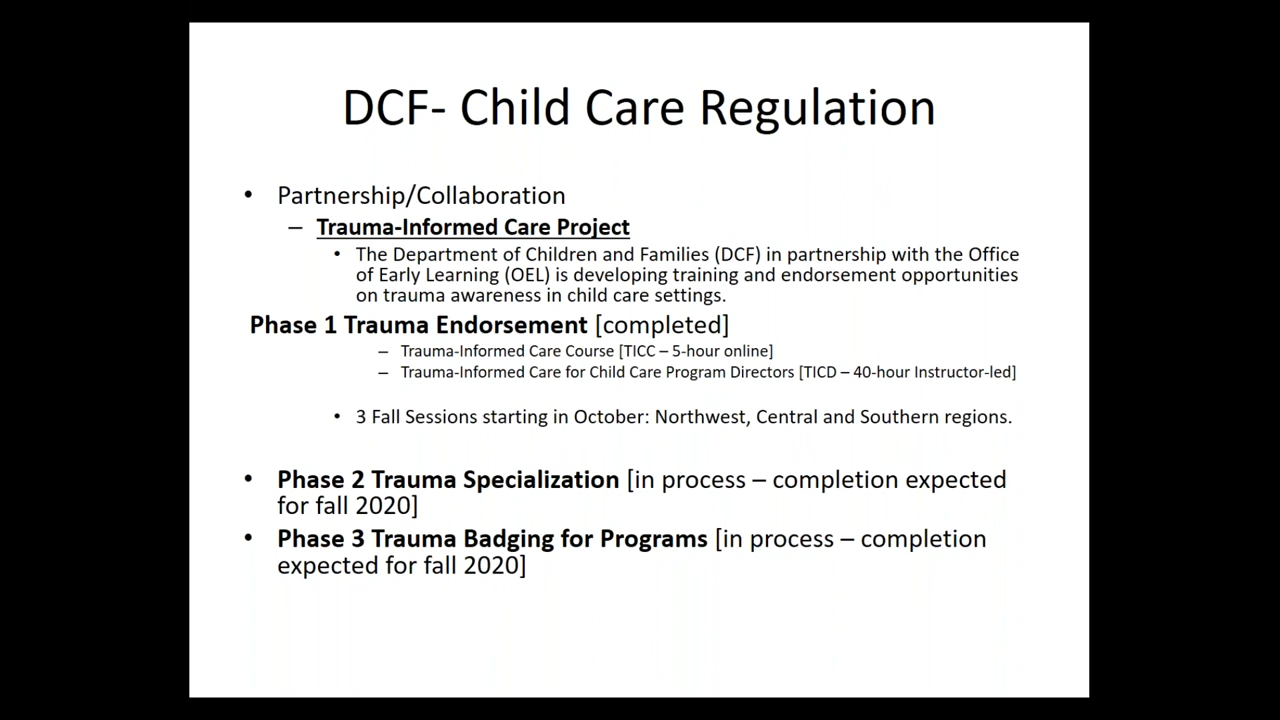 DCF- Child Care Regulation
• Partnership/Collaboration
– Trauma-Informed Care Project
• The Department of Children and Families (DCF) in partnership with the Office
of Early Learning (OEL) is developing training and endorsement opportunities
on trauma awareness in child care settings.
Phase 1 Trauma Endorsement [completed]
– Trauma-Informed Care Course [TICC – 5-hour online]
– Trauma-Informed Care for Child Care Program Directors [TICD – 40-hour Instructor-led]
• 3 Fall Sessions starting in October: Northwest, Central and Southern regions.
• Phase 2 Trauma Specialization [in process – completion expected
for fall 2020]
• Phase 3 Trauma Badging for Programs [in process – completion
expected for fall 2020]